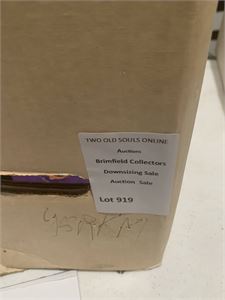 TWO OLD SOULS ONLINE
Auctions
Brimfield Collectors
Downsizing Sale
Auction Sale
Lot 919